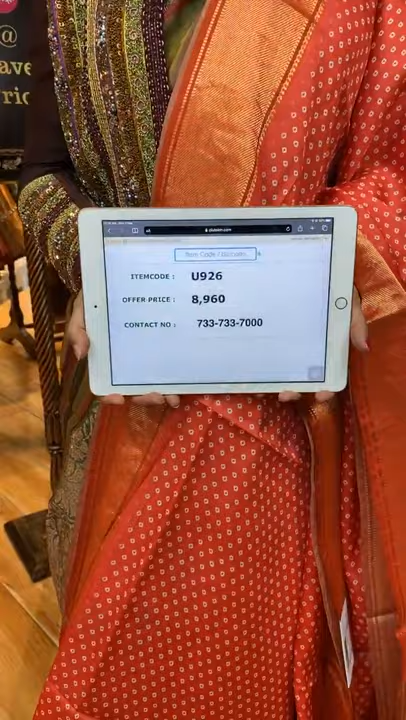 @
ITEMCODE : U926
OFFER PRICE : 8,960
CONTACT NO : 733-733-7000